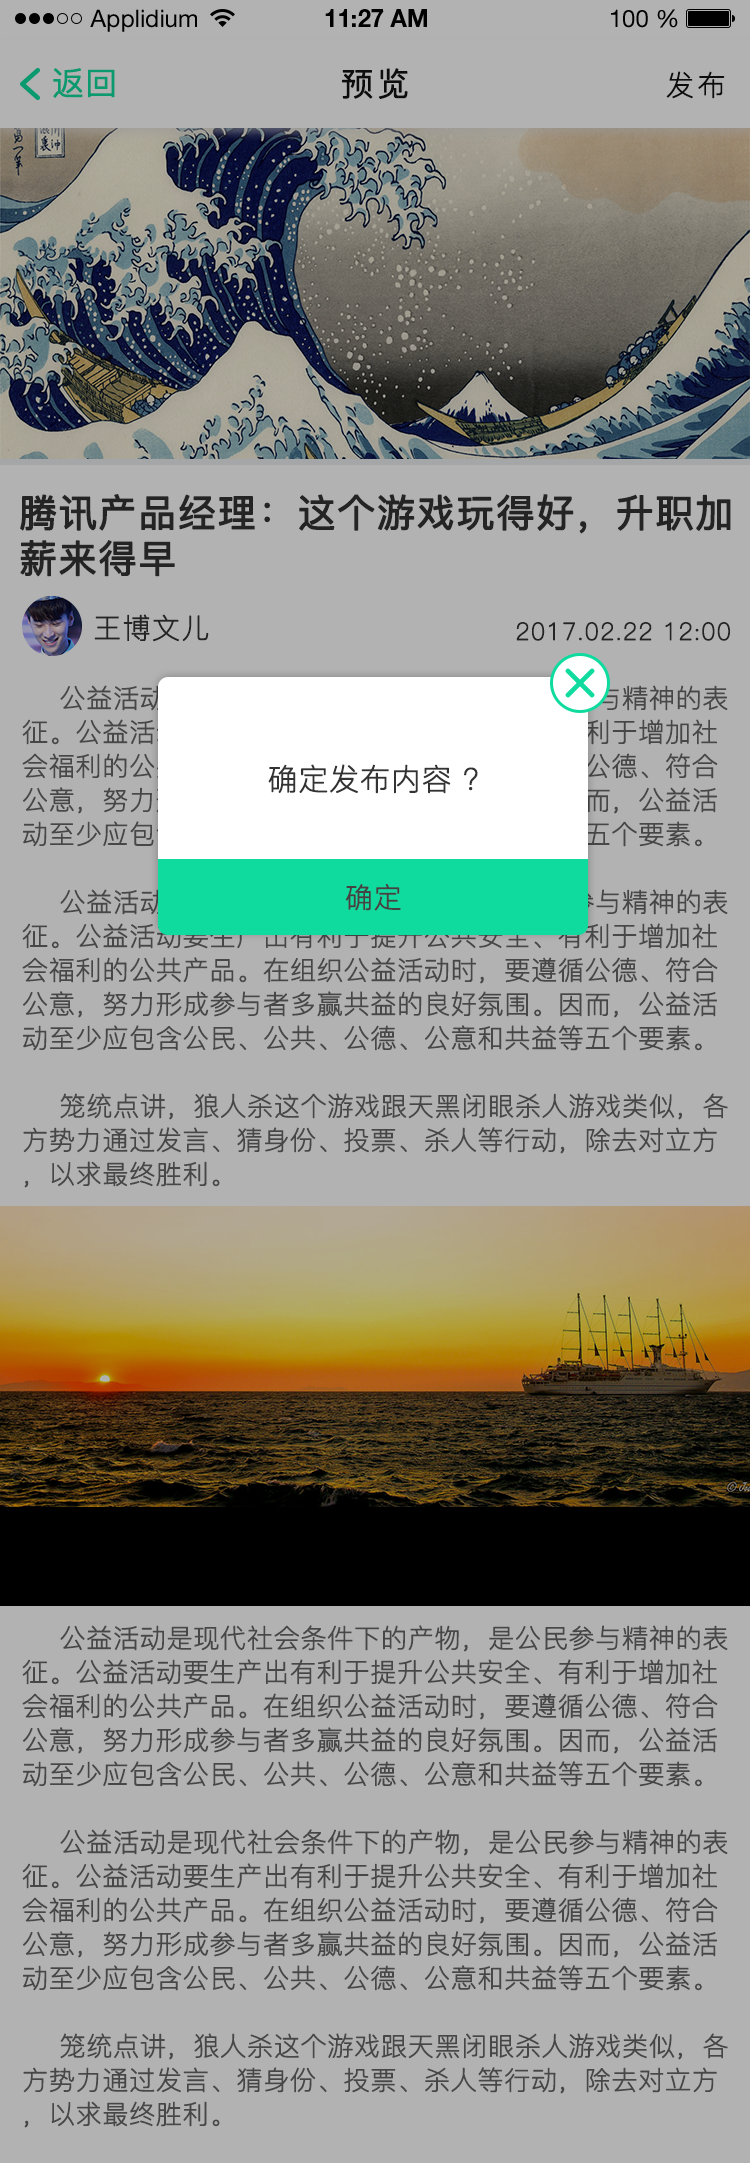 Applidium 11:27 AM 100 %
返回 预览 发布
腾讯产品经理：这个游戏玩得好，升职加
薪来得早
王博文儿 2017.02.22 12:00
公益活动 与精神的表
征。公益活 利于增加社
会福利的公 公德、符合
公意，努力 而，公益活
动至少应包 五个要素。
确定发布内容？
确定
公益活动 参与精神的表
征。公益活动要生产出有利于提升公共安全、有利于增加社
会福利的公共产品。在组织公益活动时，要遵循公德、符合
公意，努力形成参与者多赢共益的良好氛围。因而，公益活
动至少应包含公民、公共、公德、公意和共益等五个要素。
笼统点讲，狼人杀这个游戏跟天黑闭眼杀人游戏类似，各
方势力通过发言、猜身份、投票、杀人等行动，除去对立方
，以求最终胜利。
公益活动是现代社会条件下的产物，是公民参与精神的表
征。公益活动要生产出有利于提升公共安全、有利于增加社
会福利的公共产品。在组织公益活动时，要遵循公德、符合
公意，努力形成参与者多赢共益的良好氛围。因而，公益活
动至少应包含公民、公共、公德、公意和共益等五个要素。
公益活动是现代社会条件下的产物，是公民参与精神的表
征。公益活动要生产出有利于提升公共安全、有利于增加社
会福利的公共产品。在组织公益活动时，要遵循公德、符合
公意，努力形成参与者多赢共益的良好氛围。因而，公益活
动至少应包含公民、公共、公德、公意和共益等五个要素。
笼统点讲，狼人杀这个游戏跟天黑闭眼杀人游戏类似，各
方势力通过发言、猜身份、投票、杀人等行动，除去对立方
，以求最终胜利。